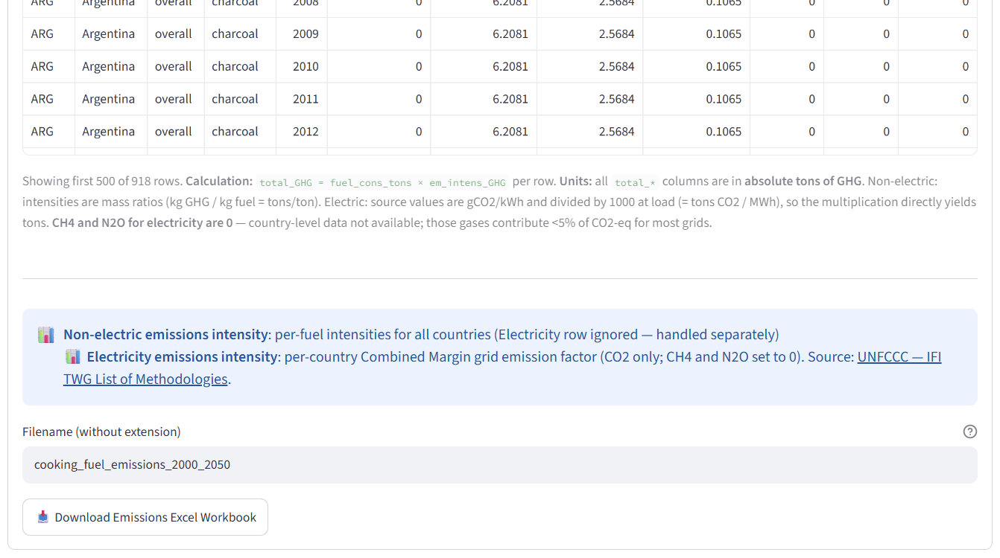 ARG Argentina overall charcoal 2008 0 6.2081 2.5684 0.1065 0 0 0
ARG Argentina overall charcoal 2009 0 6.2081 2.5684 0.1065 0 0 0
ARG Argentina overall charcoal 2010 0 6.2081 2.5684 0.1065 0 0 0
ARG Argentina overall charcoal 2011 0 6.2081 2.5684 0.1065 0 0 0
ARG Argentina overall charcoal 2012 0 6.2081 2.5684 0.1065 0 0 0
Showing first 500 of 918 rows. Calculation: total_GHG = fuel_cons_tons × em_intens_GHG per row. Units: all total_* columns are in absolute tons of GHG. Non-electric:
intensities are mass ratios (kg GHG / kg fuel = tons/ton). Electric: source values are gCO2/kWh and divided by 1000 at load (= tons CO2 / MWh), so the multiplication directly yields
tons. CH4 and N2O for electricity are 0 — country-level data not available; those gases contribute <5% of CO2-eq for most grids.
Non-electric emissions intensity: per-fuel intensities for all countries (Electricity row ignored — handled separately)
Electricity emissions intensity: per-country Combined Margin grid emission factor (CO2 only; CH4 and N2O set to 0). Source: UNFCCC — IFI
TWG List of Methodologies.
Filename (without extension)
cooking_fuel_emissions_2000_2050
Download Emissions Excel Workbook